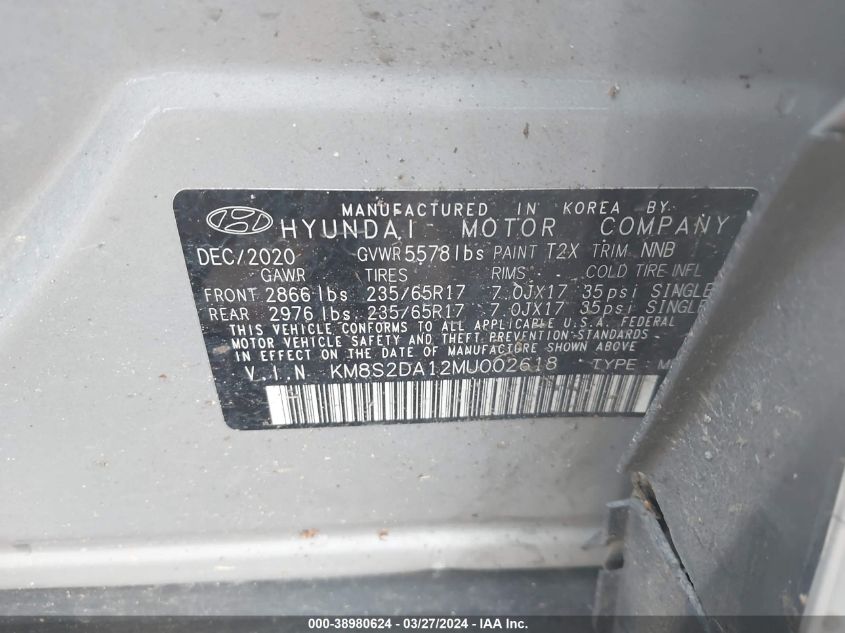 MANUFACTURED IN KOREA BY
HYUNDAI MOTOR COMPANY
DEC/2020 GVWR 5578lbs PAINT T2X TRIM NNB
GAWR TIRES RIMS COLD TIRE INFL
FRONT 2866 lbs 235/65R17 7.0JX17 35psi SINGLE
REAR 2976 lbs 235/65R17 7.0JX17 35psi SINGLE
THIS VEHICLE CONFORMS TO ALL APPLICABLE U.S.A. FEDERAL
MOTOR VEHICLE SAFETY AND THEFT PREVENTION STANDARDS
IN EFFECT ON THE DATE OF MANUFACTURE SHOWN ABOVE
V.I.N KM8S2DA12MU002618 TYPE M
000-38980624 / 03/27/2024 - IAA Inc.